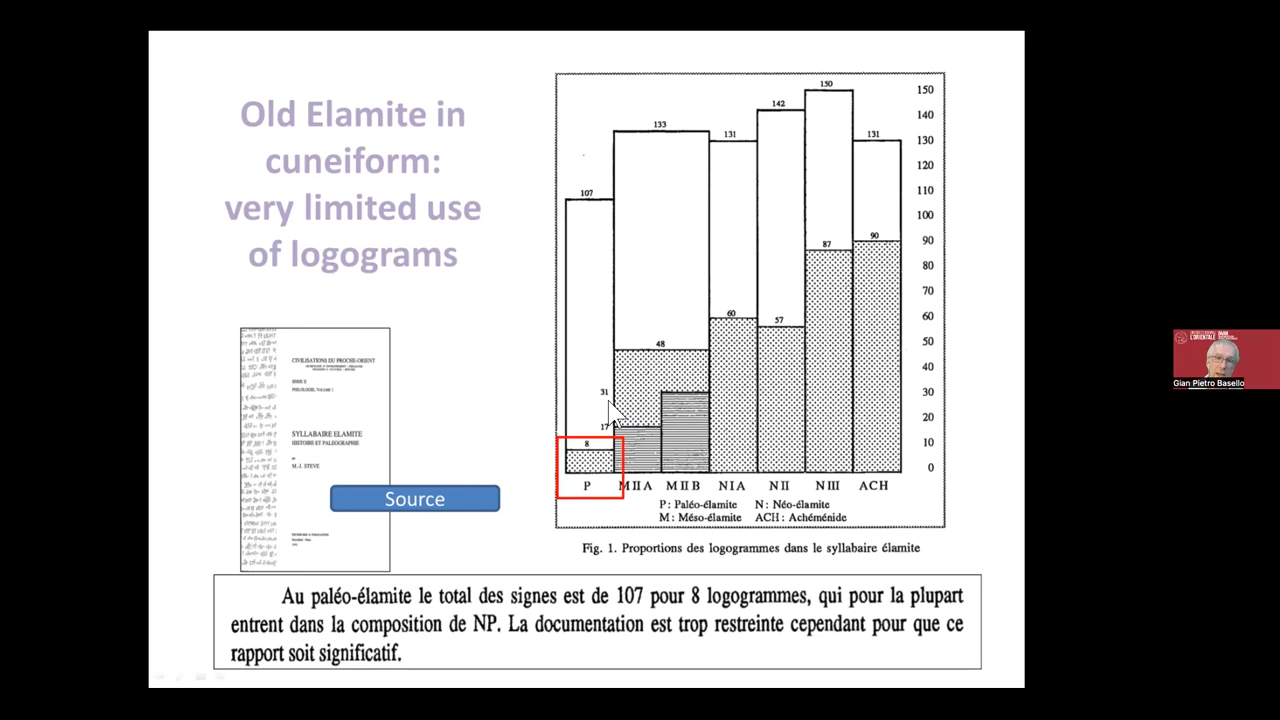 Old Elamite in
cuneiform:
very limited use
of logograms
CIVILISATIONS DU PROCHE-ORIENT
SÉRIE II
PHILOLOGIE, VOLUME 1
SYLLABAIRE ELAMITE
HISTOIRE ET PALEOGRAPHIE
M.-J. STEVE
Source
107
133
131
142
150
131
8
31
17
48
60
57
87
90
150
140
130
120
110
100
90
80
70
60
50
40
30
20
10
0
P M II A M II B N I A N II N III ACH
P : Paléo-élamite N : Néo-élamite
M : Méso-élamite ACH : Achéménide
Fig. 1. Proportions des logogrammes dans le syllabaire élamite
Au paléo-élamite le total des signes est de 107 pour 8 logogrammes, qui pour la plupart
entrent dans la composition de NP. La documentation est trop restreinte cependant pour que ce
rapport soit significatif.
L'ORIENTALE
Gian Pietro Basello